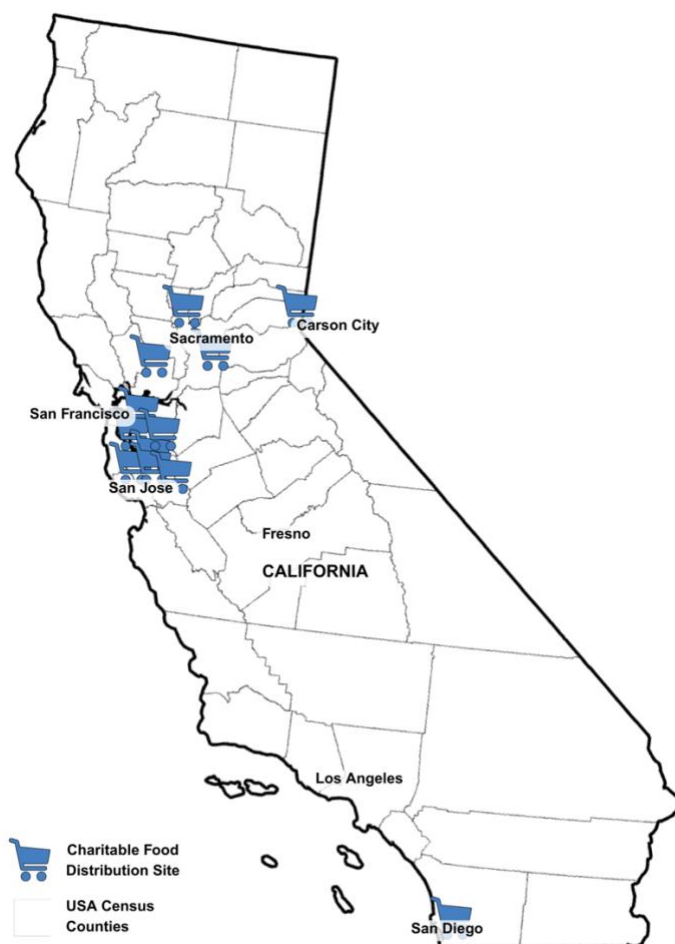 Carson City
Sacramento
San Francisco
San Jose
Fresno
CALIFORNIA
Los Angeles
Charitable Food
Distribution Site
USA Census
Counties
San Diego